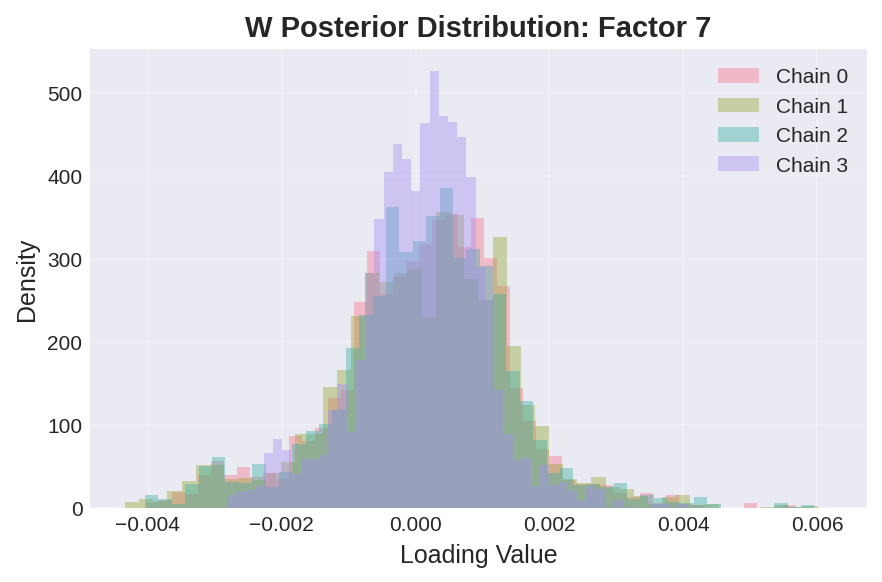 W Posterior Distribution: Factor 7
Chain 0
Chain 1
Chain 2
Chain 3
Density
500
400
300
200
100
0
−0.004 −0.002 0.000 0.002 0.004 0.006
Loading Value